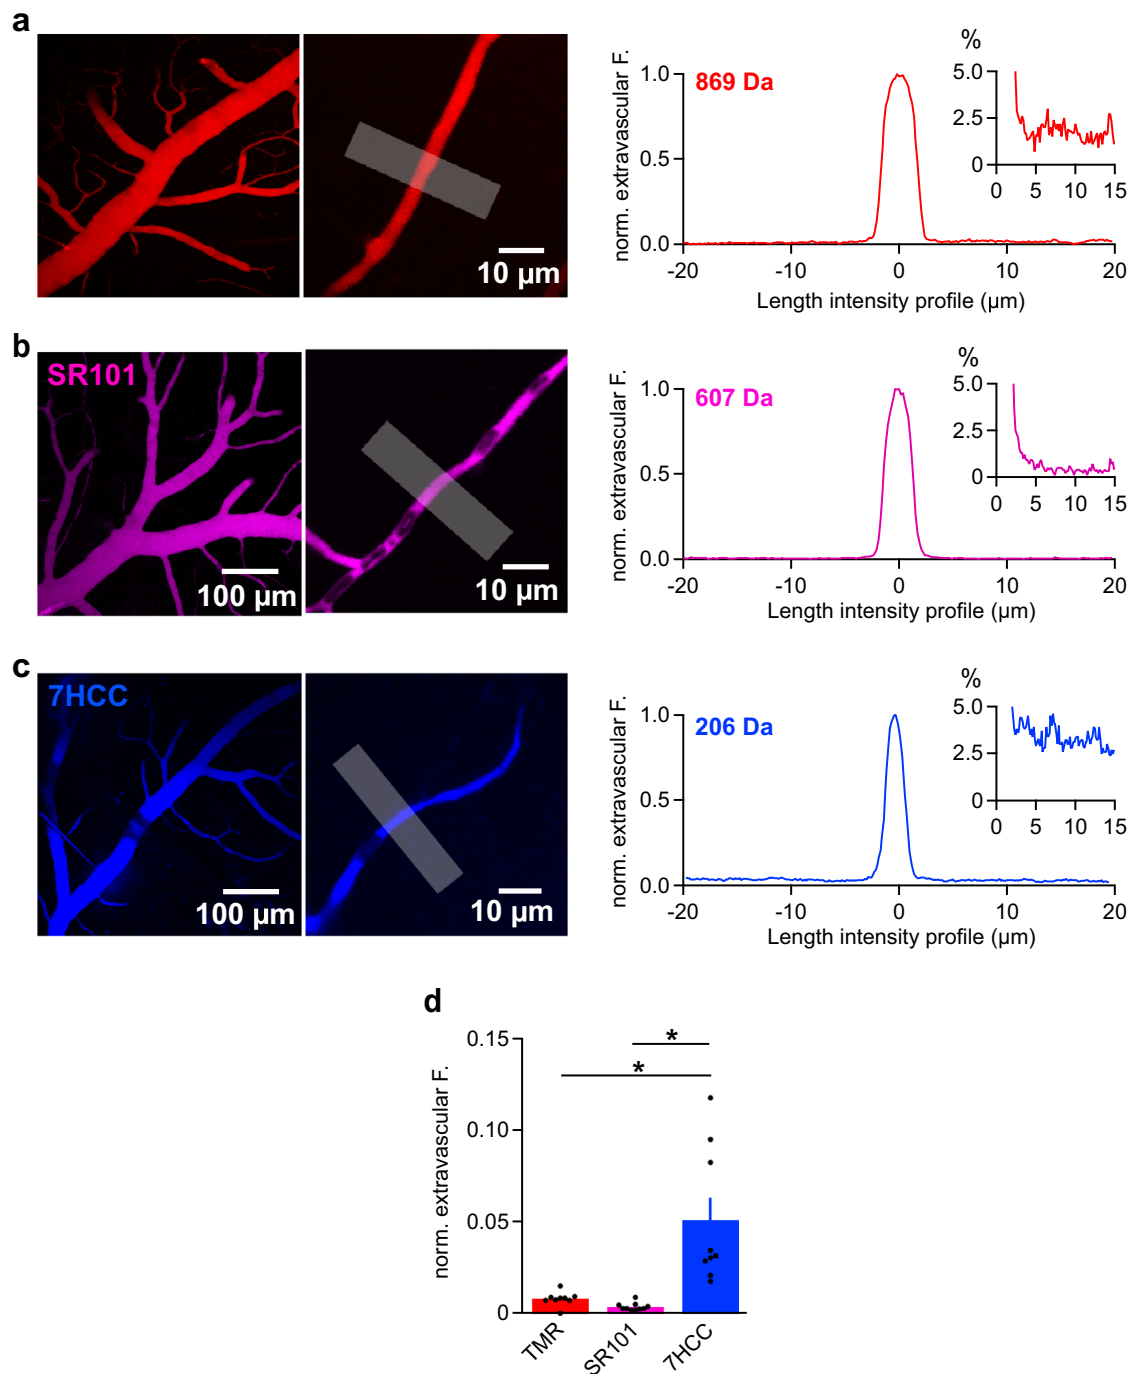 a
10 µm
norm. extravascular F.
869 Da
1.0
0.5
0.0
-20 -10 0 10 20
Length intensity profile (µm)
%
5.0
2.5
0
0 5 10 15
b
SR101
100 µm
10 µm
norm. extravascular F.
607 Da
1.0
0.5
0.0
-20 -10 0 10 20
Length intensity profile (µm)
%
5.0
2.5
0
0 5 10 15
c
7HCC
100 µm
10 µm
norm. extravascular F.
206 Da
1.0
0.5
0.0
-20 -10 0 10 20
Length intensity profile (µm)
%
5.0
2.5
0
0 5 10 15
d
norm. extravascular F.
0.15
0.10
0.05
0
*
*
TMR
SR101
7HCC